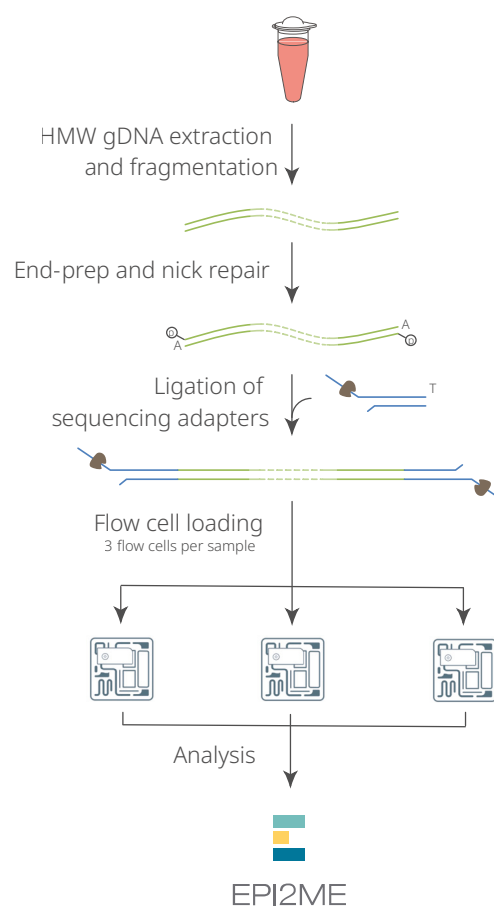 HMW gDNA extraction
and fragmentation
End-prep and nick repair
p
A
A
p
Ligation of
sequencing adapters
T
Flow cell loading
3 flow cells per sample
Analysis
EPI2ME